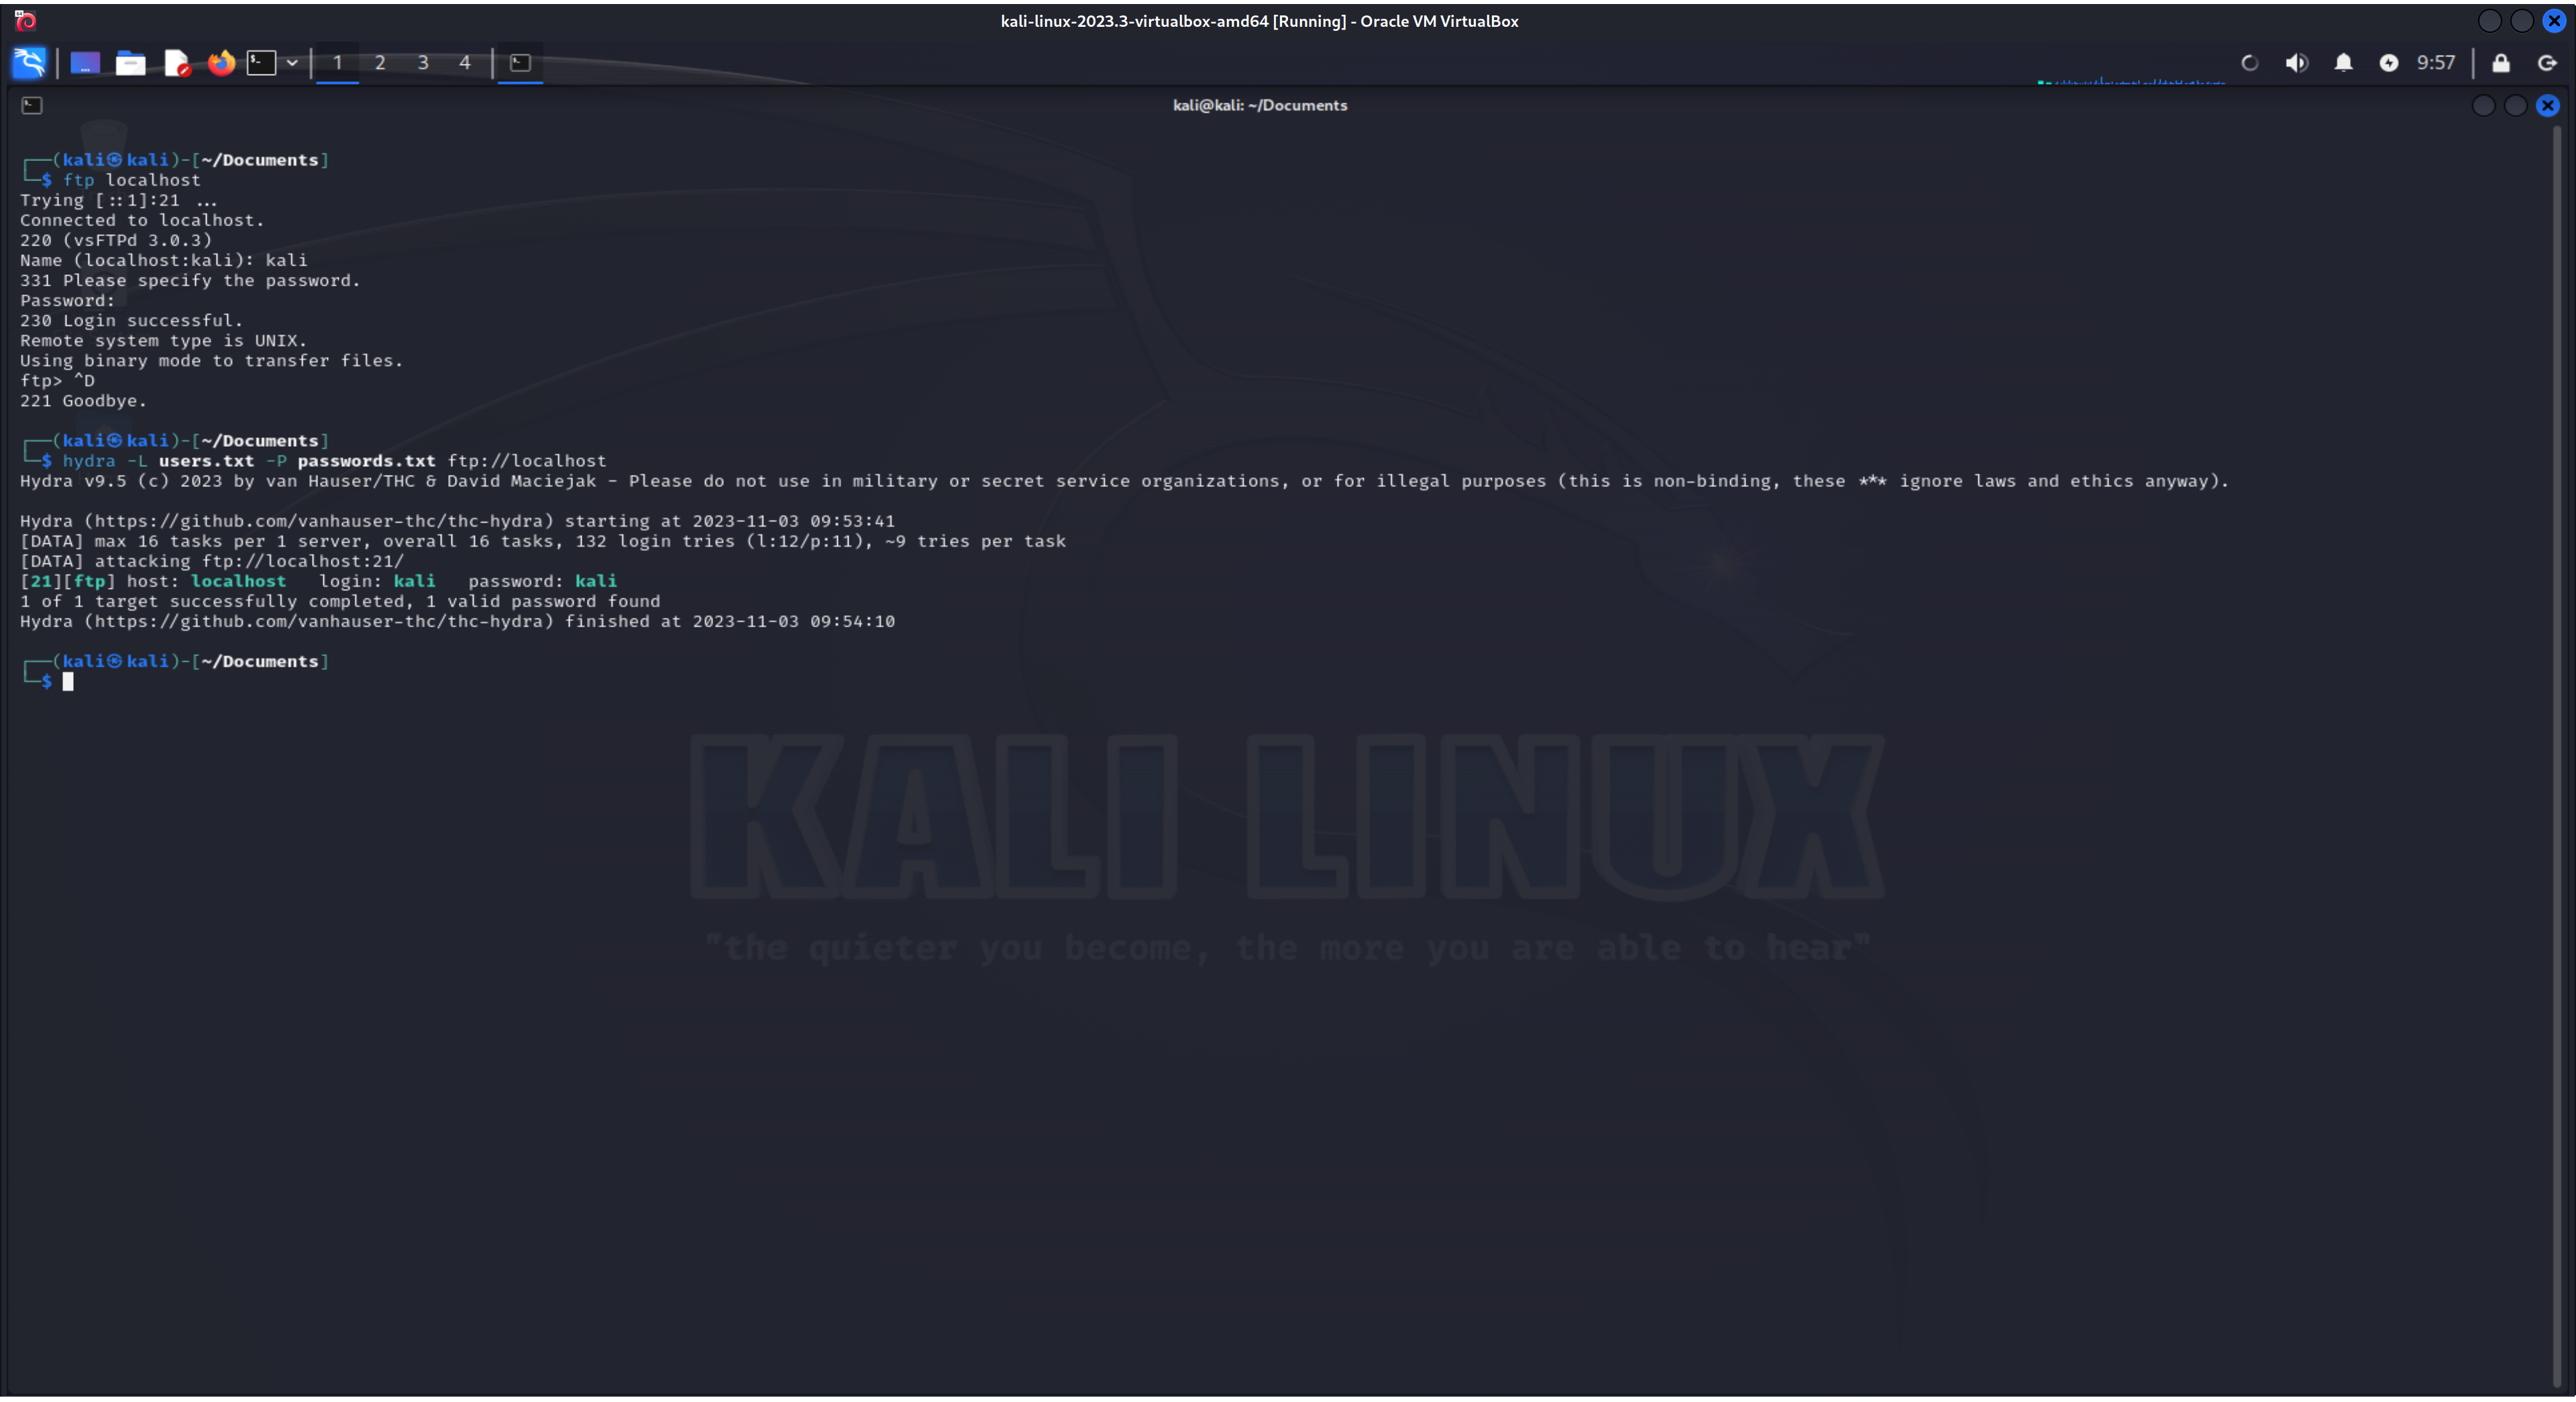 kali-linux-2023.3-virtualbox-amd64 [Running] - Oracle VM VirtualBox
1 2 3 4 9:57
kali@kali: ~/Documents
┌──(kali㉿kali)-[~/Documents]
└─$ ftp localhost
Trying [::1]:21 ...
Connected to localhost.
220 (vsFTPd 3.0.3)
Name (localhost:kali): kali
331 Please specify the password.
Password:
230 Login successful.
Remote system type is UNIX.
Using binary mode to transfer files.
ftp> ^D
221 Goodbye.
┌──(kali㉿kali)-[~/Documents]
└─$ hydra -L users.txt -P passwords.txt ftp://localhost
Hydra v9.5 (c) 2023 by van Hauser/THC & David Maciejak - Please do not use in military or secret service organizations, or for illegal purposes (this is non-binding, these *** ignore laws and ethics anyway).
Hydra (https://github.com/vanhauser-thc/thc-hydra) starting at 2023-11-03 09:53:41
[DATA] max 16 tasks per 1 server, overall 16 tasks, 132 login tries (l:12/p:11), ~9 tries per task
[DATA] attacking ftp://localhost:21/
[21][ftp] host: localhost   login: kali   password: kali
1 of 1 target successfully completed, 1 valid password found
Hydra (https://github.com/vanhauser-thc/thc-hydra) finished at 2023-11-03 09:54:10
┌──(kali㉿kali)-[~/Documents]
└─$
KALI LINUX
"the quieter you become, the more you are able to hear"